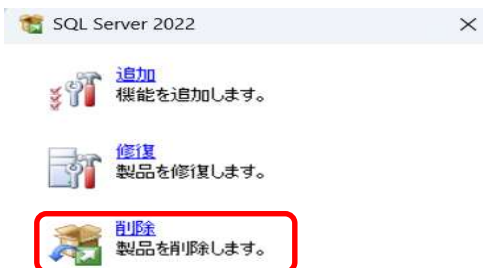 SQL Server 2022
追加
機能を追加します。
修復
製品を修復します。
削除
製品を削除します。